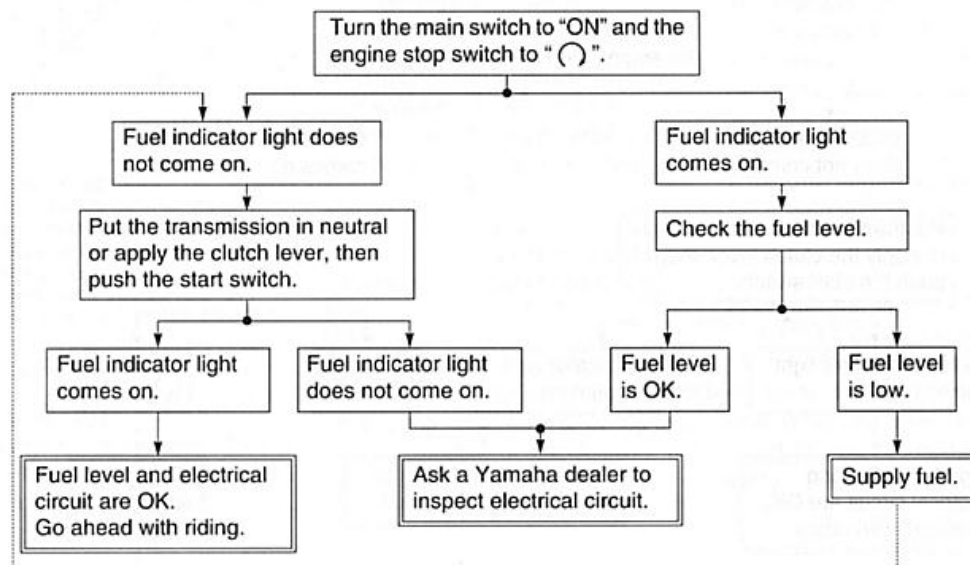 Turn the main switch to “ON” and the
engine stop switch to “ ”.
Fuel indicator light does
not come on.
Fuel indicator light
comes on.
Put the transmission in neutral
or apply the clutch lever, then
push the start switch.
Check the fuel level.
Fuel indicator light
comes on.
Fuel indicator light
does not come on.
Fuel level
is OK.
Fuel level
is low.
Fuel level and electrical
circuit are OK.
Go ahead with riding.
Ask a Yamaha dealer to
inspect electrical circuit.
Supply fuel.